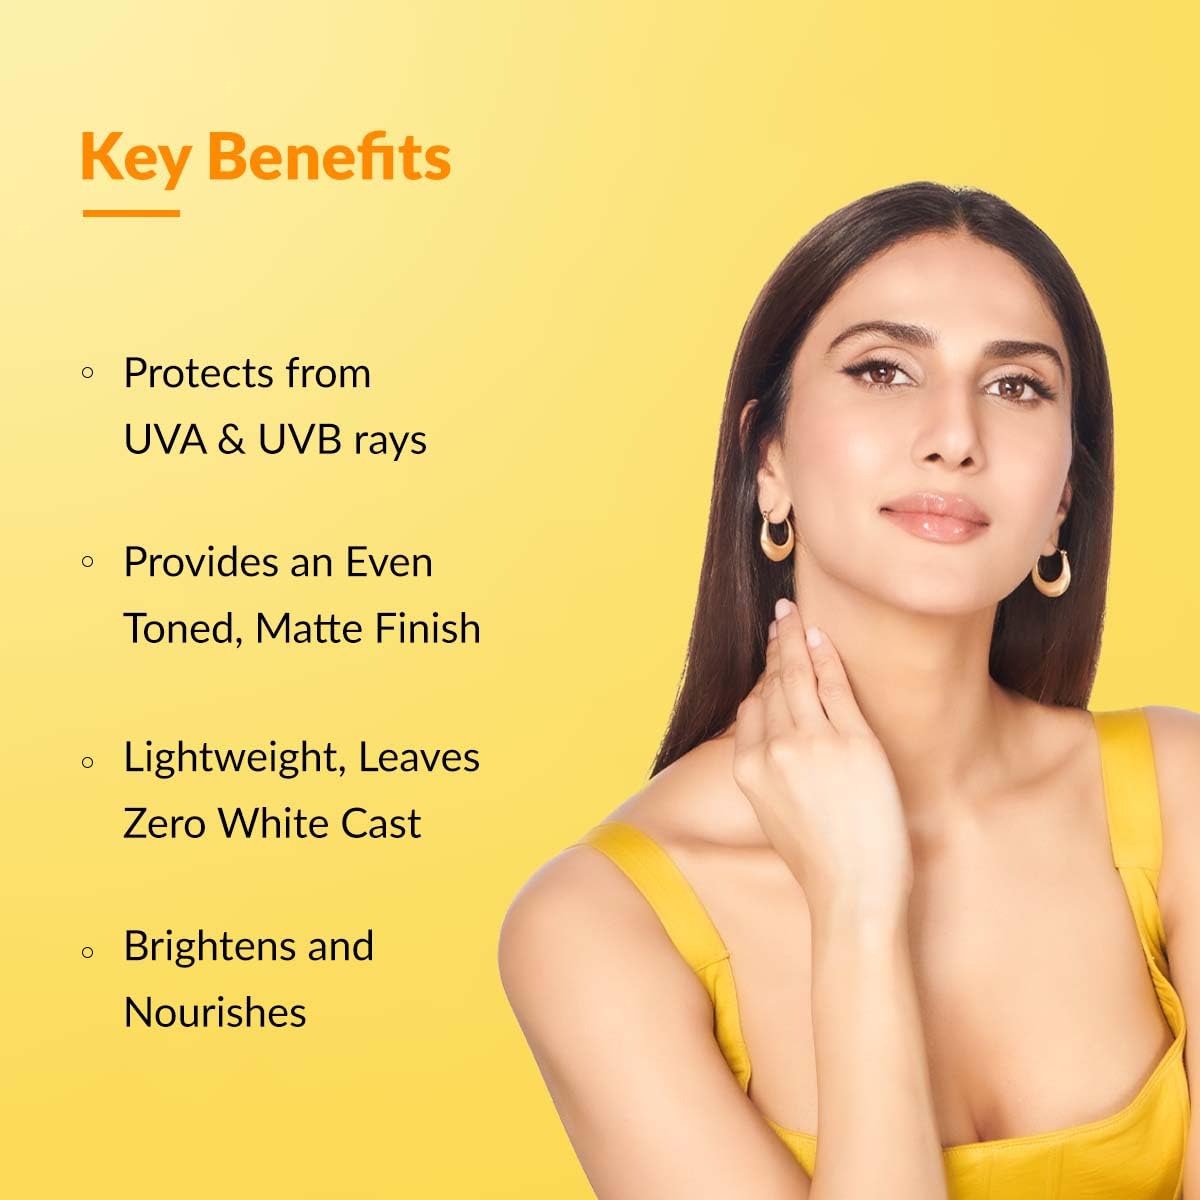 Key Benefits
Protects from
UVA & UVB rays
Provides an Even
Toned, Matte Finish
Lightweight, Leaves
Zero White Cast
Brightens and
Nourishes